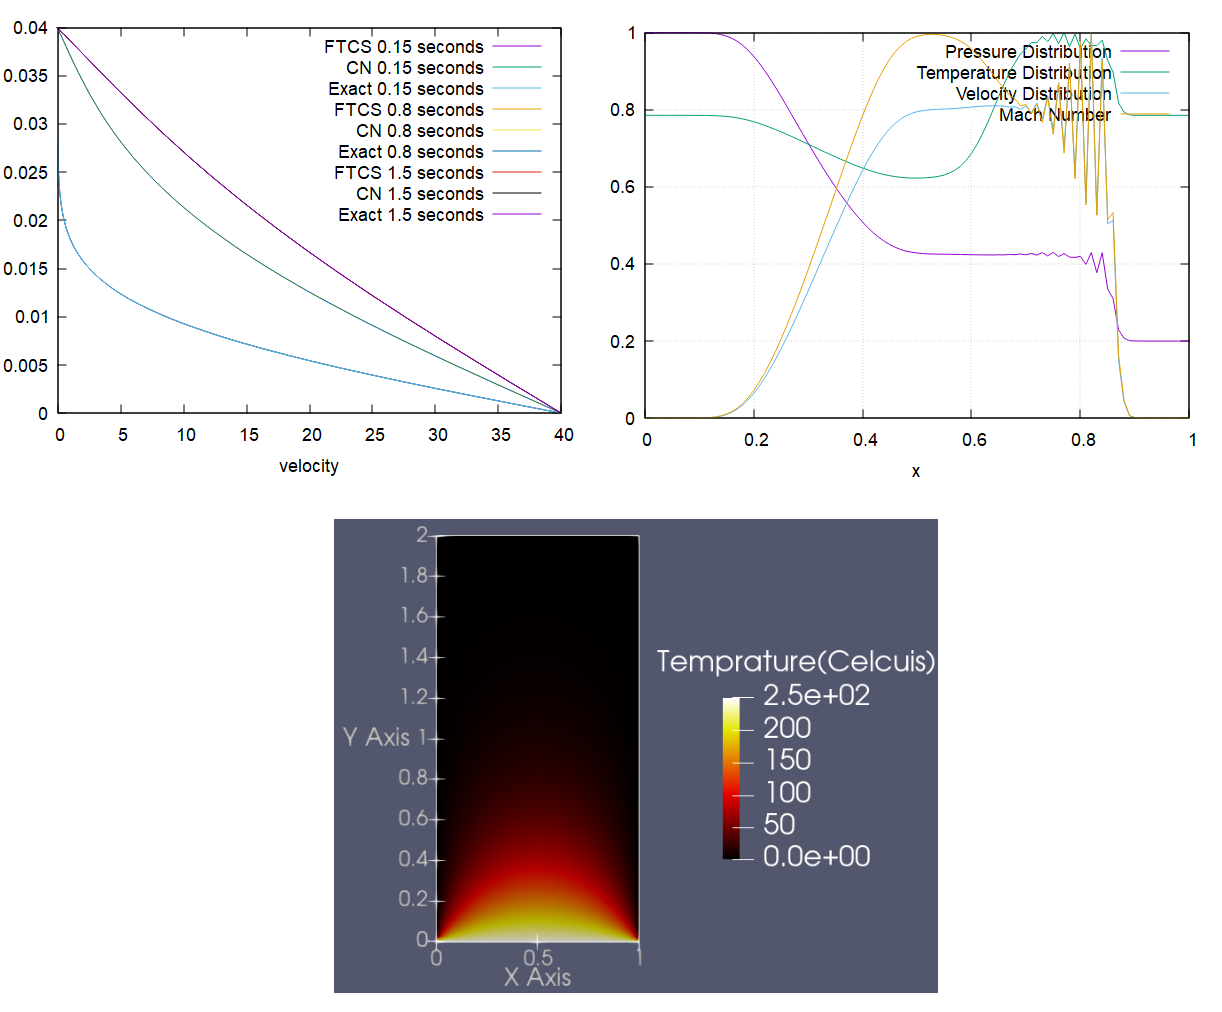 0.04
0.035
0.03
0.025
0.02
0.015
0.01
0.005
0
FTCS 0.15 seconds
CN 0.15 seconds
Exact 0.15 seconds
FTCS 0.8 seconds
CN 0.8 seconds
Exact 0.8 seconds
FTCS 1.5 seconds
CN 1.5 seconds
Exact 1.5 seconds
0 5 10 15 20 25 30 35 40
velocity
1
0.8
0.6
0.4
0.2
0
Pressure Distribution
Temperature Distribution
Velocity Distribution
Mach Number
0 0.2 0.4 0.6 0.8 1
x
2
1.8
1.6
1.4
1.2
Y Axis 1
0.8
0.6
0.4
0.2
0
0 0.5 1
X Axis
Temprature(Celcuis)
2.5e+02
200
150
100
50
0.0e+00